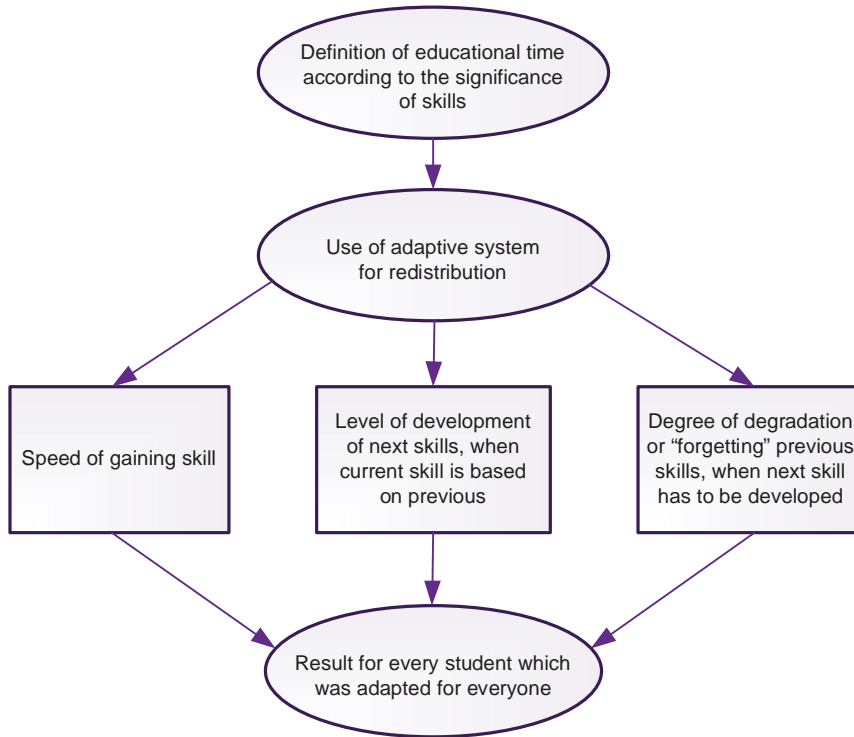 Definition of educational time
according to the significance
of skills
Use of adaptive system
for redistribution
Speed of gaining skill
Level of development
of next skills, when
current skill is based
on previous
Degree of degradation
or “forgetting” previous
skills, when next skill
has to be developed
Result for every student which
was adapted for everyone